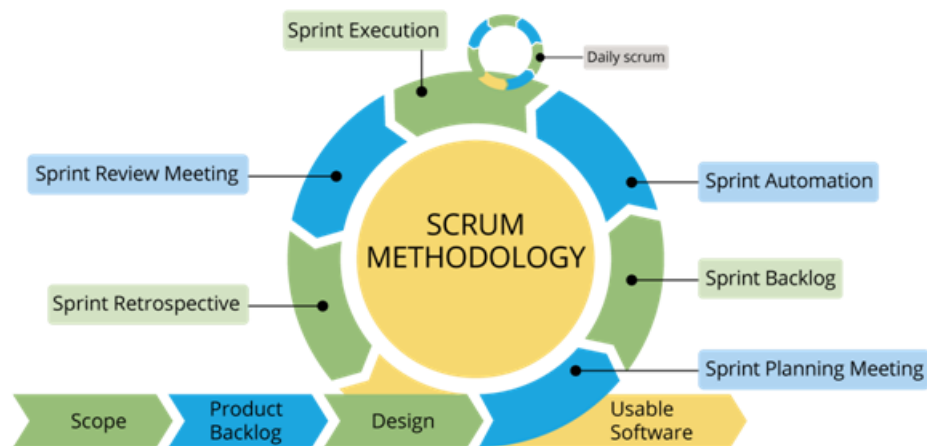 Sprint Execution
Daily scrum
Sprint Review Meeting
Sprint Automation
SCRUM
METHODOLOGY
Sprint Backlog
Sprint Retrospective
Sprint Planning Meeting
Scope
Product
Backlog
Design
Usable
Software